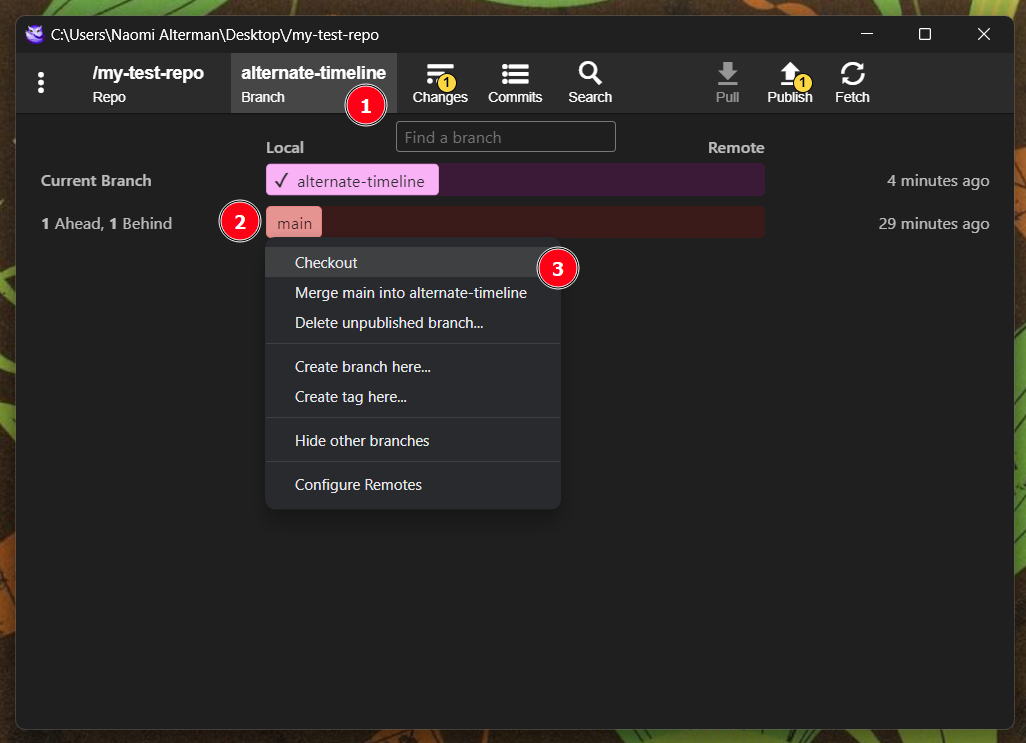 C:\Users\Naomi Alterman\Desktop\/my-test-repo
/my-test-repo
Repo
alternate-timeline
Branch
1
1
Changes
Commits
Search
Pull
1
Publish
Fetch
Find a branch
Local
Remote
Current Branch
✓ alternate-timeline
4 minutes ago
1 Ahead, 1 Behind
2
main
29 minutes ago
Checkout
3
Merge main into alternate-timeline
Delete unpublished branch...
Create branch here...
Create tag here...
Hide other branches
Configure Remotes